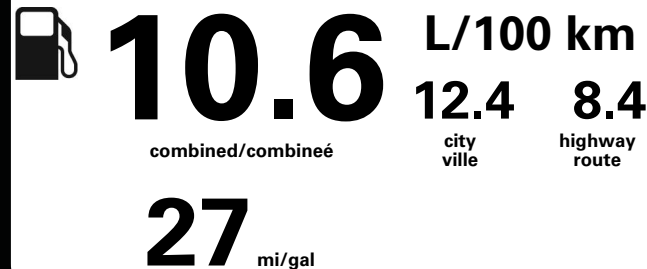 10.6 L/100 km
12.4 8.4
combined/combineé
city highway
ville route
27 mi/gal